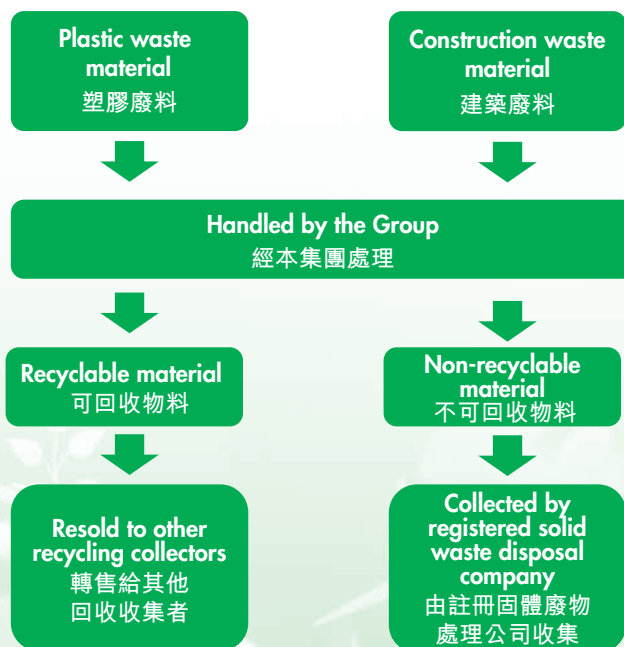 Plastic waste
material
塑膠廢料
Construction waste
material
建築廢料
Handled by the Group
經本集團處理
Recyclable material
可回收物料
Non-recyclable
material
不可回收物料
Resold to other
recycling collectors
轉售給其他
回收收集者
Collected by
registered solid
waste disposal
company
由註冊固體廢物
處理公司收集